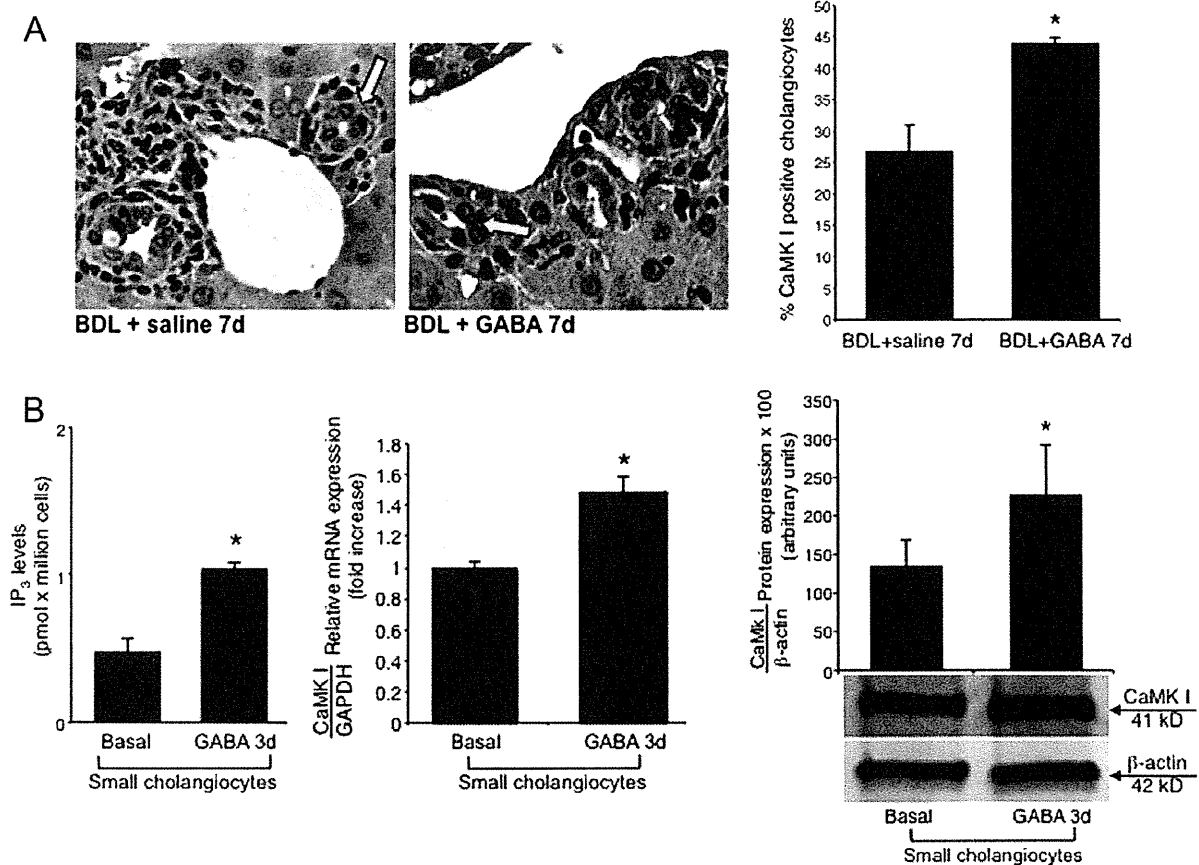 A
BDL + saline 7d
BDL + GABA 7d
% CaMK I positive cholangiocytes
50
45
40
35
30
25
20
15
10
5
0
*
BDL+saline 7d
BDL+GABA 7d
B
IP3 levels
(pmol x million cells)
2
1
0
*
Basal
GABA 3d
Small cholangiocytes
CaMK I
GAPDH
Relative mRNA expression
(fold increase)
1.8
1.6
1.4
1.2
1
0.8
0.6
0.4
0.2
0
*
Basal
GABA 3d
Small cholangiocytes
CaMk I
β-actin
Protein expression x 100
(arbitrary units)
350
300
250
200
150
100
50
0
*
CaMK I
41 kD
β-actin
42 kD
Basal
GABA 3d
Small cholangiocytes